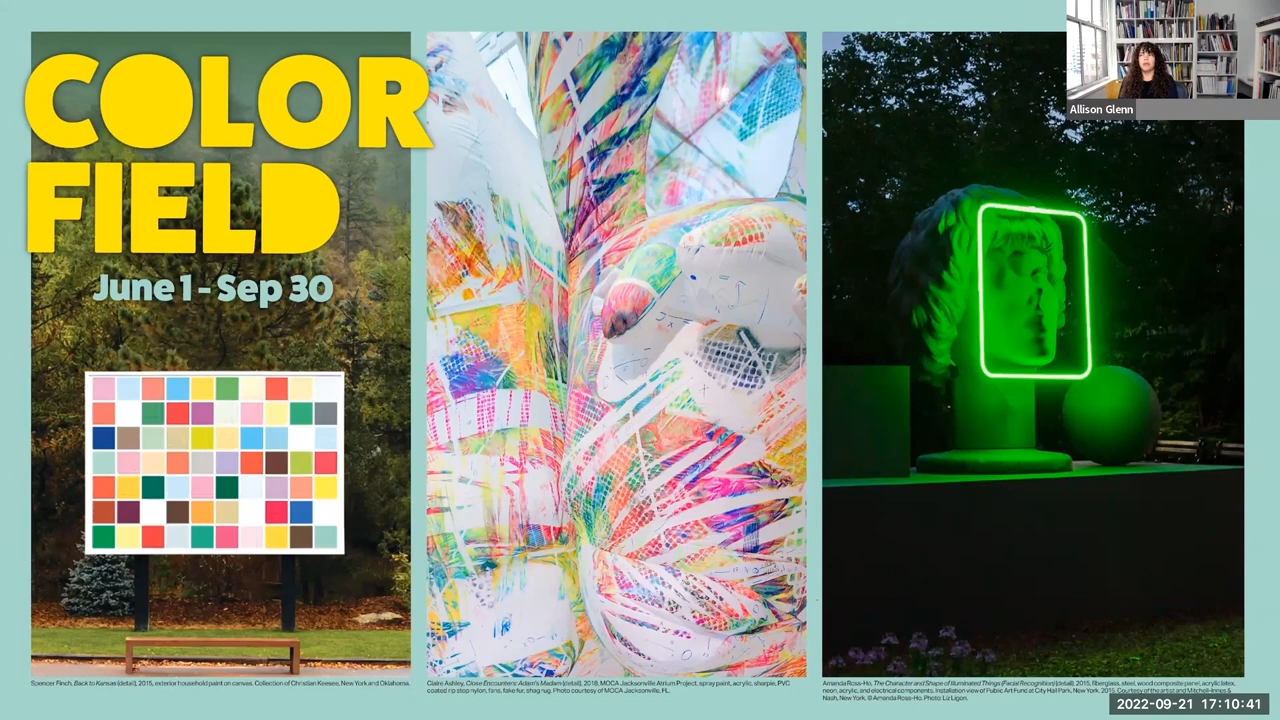 COLOR
FIELD
June 1 - Sep 30
Allison Glenn
Spencer Finch, Back to Kansas (detail), 2015, exterior household paint on canvas. Collection of Christian Keesee, New York and Oklahoma.
Claire Ashley, Close Encounters: Adam's Madam (detail), 2018, MOCA Jacksonville Atrium Project, spray paint, acrylic, sharpie, PVC
coated rip stop nylon, fans, fake fur, shag rug. Photo courtesy of MOCA Jacksonville, FL.
Amanda Ross-Ho, The Character and Shape of Illuminated Things (Facial Recognition) (detail), 2015, fiberglass, steel, wood composite panel, acrylic latex,
neon, acrylic, and electrical components. Installation view of Public Art Fund at City Hall Park, New York, 2015. Courtesy of the artist and Mitchell-Innes &
Nash, New York. © Amanda Ross-Ho. Photo: Liz Ligon.
2022-09-21 17:10:41